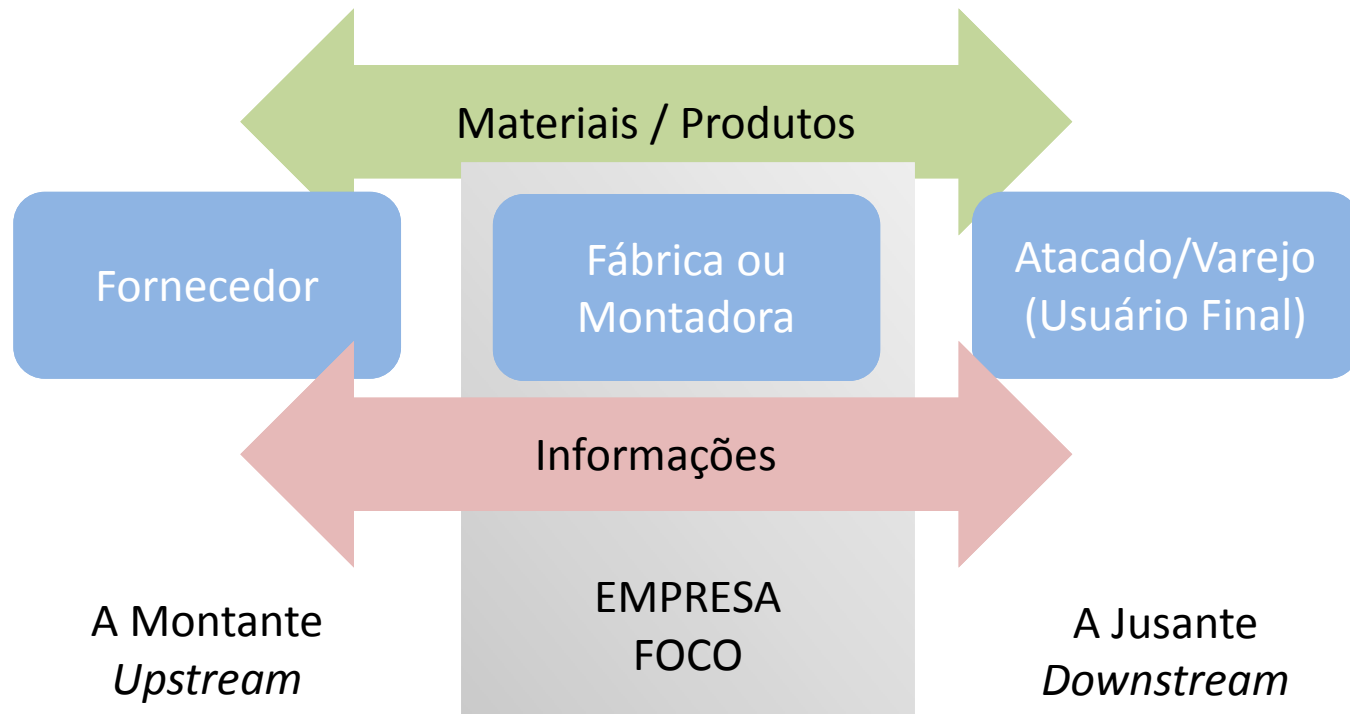 Materiais / Produtos
Fornecedor
Fábrica ou
Montadora
Atacado/Varejo
(Usuário Final)
Informações
A Montante
Upstream
EMPRESA
FOCO
A Jusante
Downstream